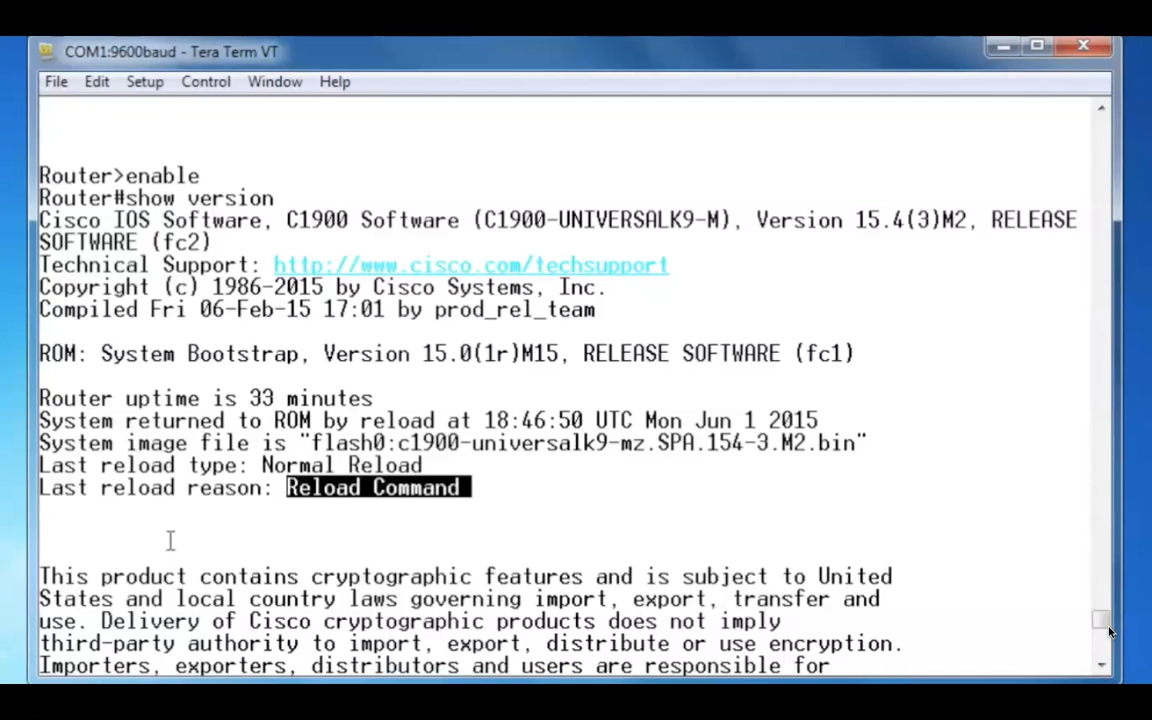 COM1:9600baud - Tera Term VT
File Edit Setup Control Window Help
Router>enable
Router#show version
Cisco IOS Software, C1900 Software (C1900-UNIVERSALK9-M), Version 15.4(3)M2, RELEASE
SOFTWARE (fc2)
Technical Support: http://www.cisco.com/techsupport
Copyright (c) 1986-2015 by Cisco Systems, Inc.
Compiled Fri 06-Feb-15 17:01 by prod_rel_team
ROM: System Bootstrap, Version 15.0(1r)M15, RELEASE SOFTWARE (fc1)
Router uptime is 33 minutes
System returned to ROM by reload at 18:46:50 UTC Mon Jun 1 2015
System image file is "flash0:c1900-universalk9-mz.SPA.154-3.M2.bin"
Last reload type: Normal Reload
Last reload reason: Reload Command
This product contains cryptographic features and is subject to United
States and local country laws governing import, export, transfer and
use. Delivery of Cisco cryptographic products does not imply
third-party authority to import, export, distribute or use encryption.
Importers, exporters, distributors and users are responsible for